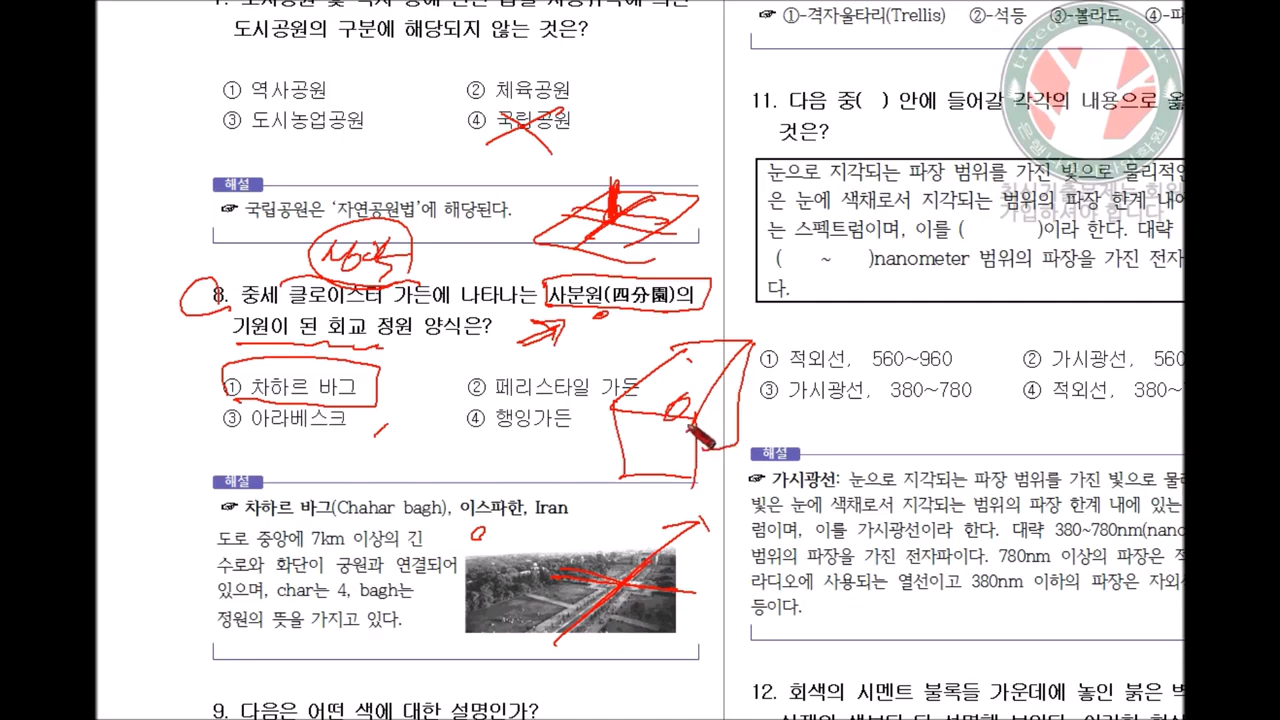 도시공원의 구분에 해당되지 않는 것은?
① 역사공원 ② 체육공원
③ 도시농업공원 ④ 국립공원
해설
☞ 국립공원은 '자연공원법'에 해당된다.
8. 중세 클로이스터 가든에 나타나는 사분원(四分園)의
기원이 된 회교 정원 양식은?
① 차하르 바그 ② 페리스타일 가든
③ 아라베스크 ④ 행잉가든
해설
☞ 차하르 바그(Chahar bagh), 이스파한, Iran
도로 중앙에 7km 이상의 긴
수로와 화단이 공원과 연결되어
있으며, char는 4, bagh는
정원의 뜻을 가지고 있다.
9. 다음은 어떤 색에 대한 설명인가?
☞ ①-격자울타리(Trellis) ②-석등 ③-볼라드 ④-파
11. 다음 중( ) 안에 들어갈 각각의 내용으로
것은?
눈으로 지각되는 파장 범위를 가진 빛으로 물리적인
은 눈에 색채로서 지각되는 범위의 파장 한계 내에
는 스펙트럼이며, 이를 ( )이라 한다. 대략
( ~ )nanometer 범위의 파장을 가진 전자
다.
① 적외선, 560~960 ② 가시광선, 560
③ 가시광선, 380~780 ④ 적외선, 380~
해설
☞ 가시광선: 눈으로 지각되는 파장 범위를 가진 빛으로 물
빛은 눈에 색채로서 지각되는 범위의 파장 한계 내에 있는
럼이며, 이를 가시광선이라 한다. 대략 380~780nm(nano
범위의 파장을 가진 전자파이다. 780nm 이상의 파장은 적
라디오에 사용되는 열선이고 380nm 이하의 파장은 자외
등이다.
12. 회색의 시멘트 블록들 가운데에 놓인 붉은 벽